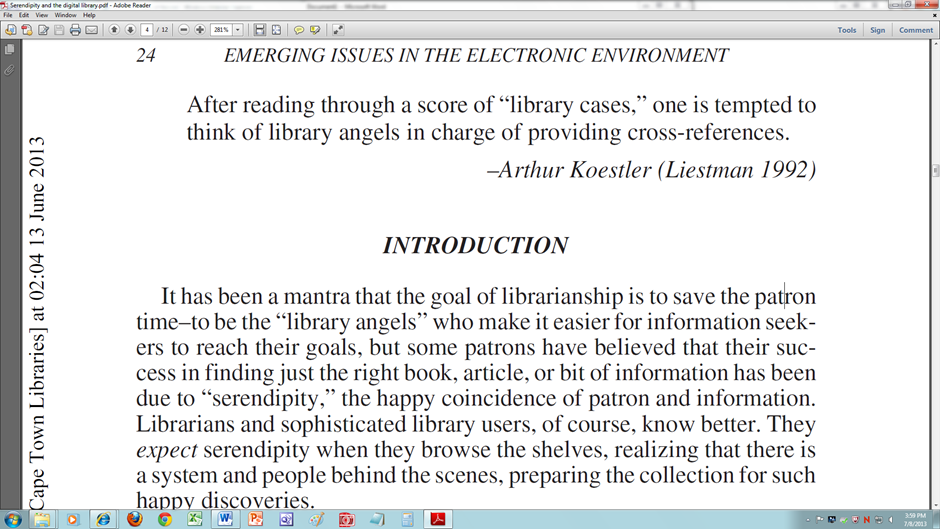 Serendipity and the digital library.pdf - Adobe Reader
File Edit View Window Help
4 / 12 281% Tools Sign Comment
24 EMERGING ISSUES IN THE ELECTRONIC ENVIRONMENT
After reading through a score of “library cases,” one is tempted to
think of library angels in charge of providing cross-references.
–Arthur Koestler (Liestman 1992)
INTRODUCTION
It has been a mantra that the goal of librarianship is to save the patron
time–to be the “library angels” who make it easier for information seek-
ers to reach their goals, but some patrons have believed that their suc-
cess in finding just the right book, article, or bit of information has been
due to “serendipity,” the happy coincidence of patron and information.
Librarians and sophisticated library users, of course, know better. They
expect serendipity when they browse the shelves, realizing that there is
a system and people behind the scenes, preparing the collection for such
happy discoveries.
Cape Town Libraries] at 02:04 13 June 2013
3:59 PM
7/8/2013